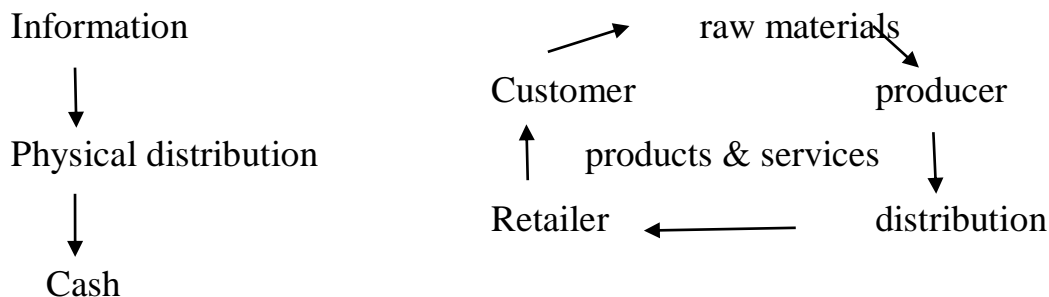 Information
Physical distribution
Cash
raw materials
Customer
producer
products & services
Retailer
distribution